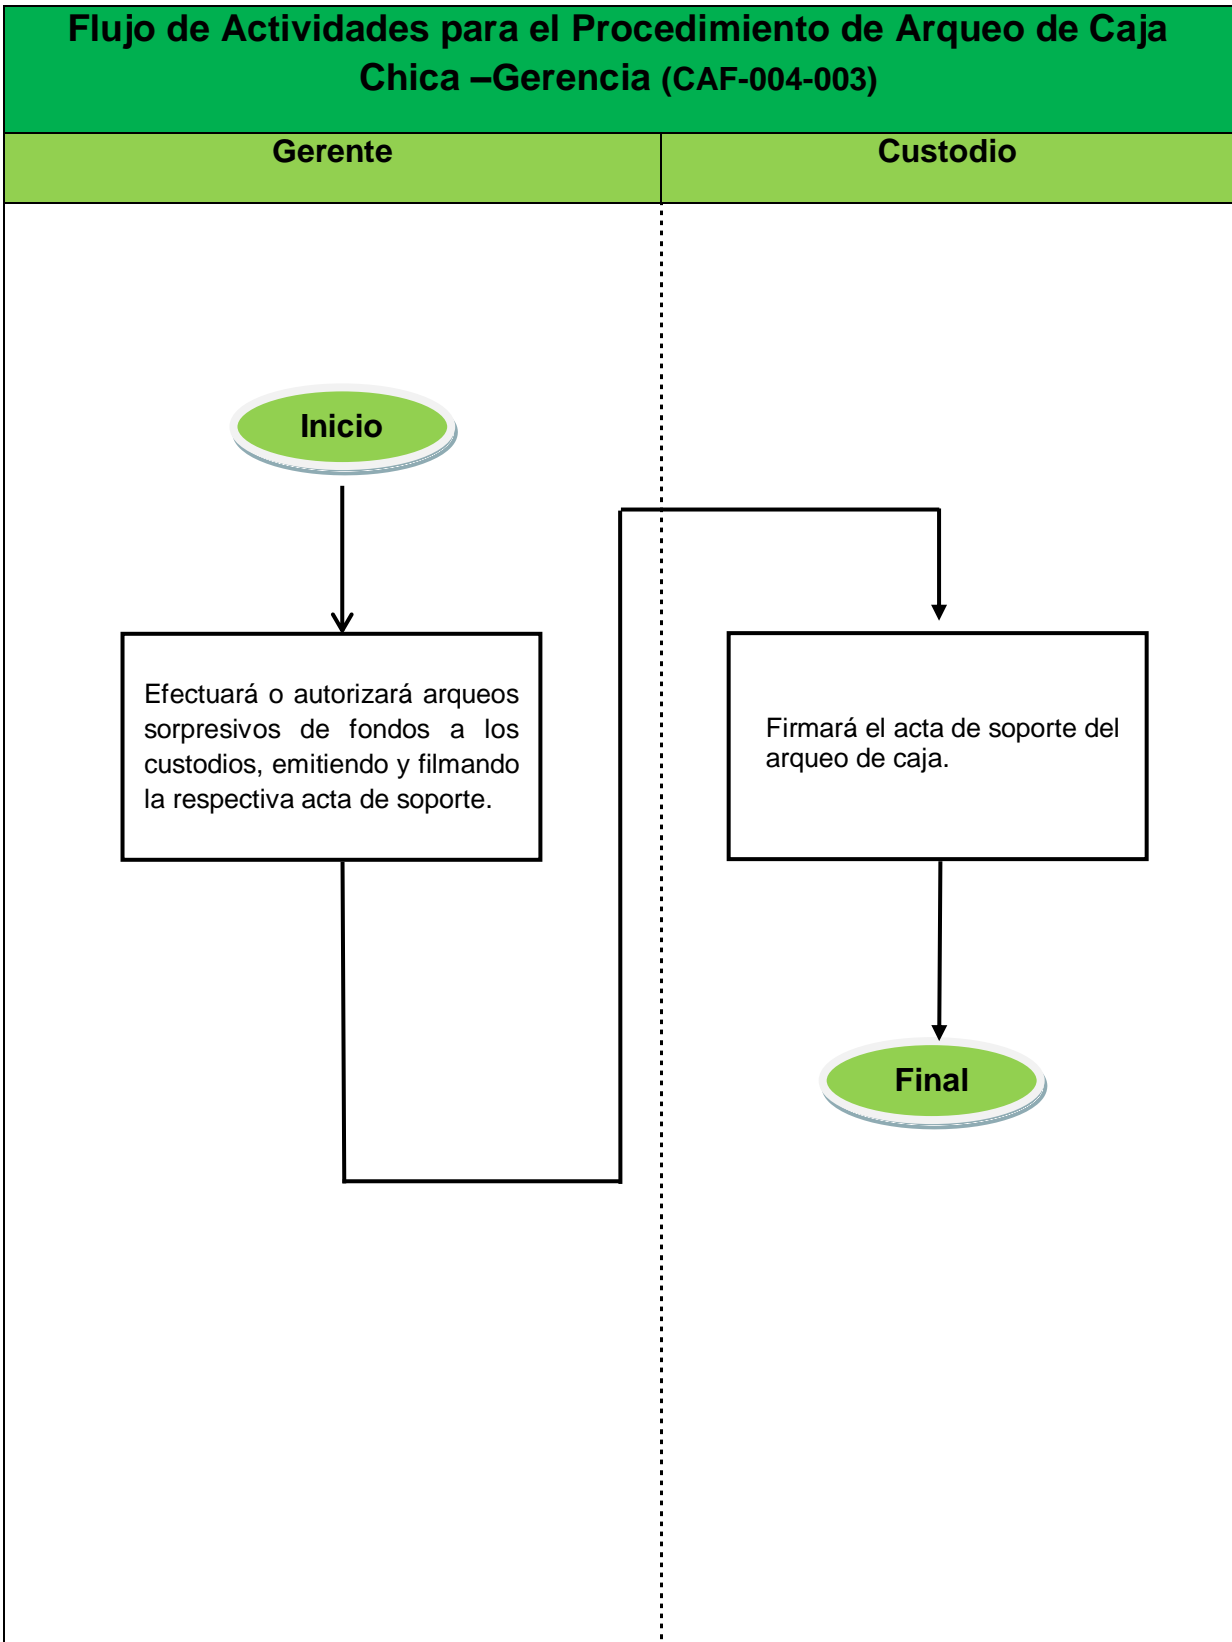 Flujo de Actividades para el Procedimiento de Arqueo de Caja
Chica –Gerencia (CAF-004-003)
Gerente
Custodio
Inicio
Efectuará o autorizará arqueos
sorpresivos de fondos a los
custodios, emitiendo y filmando
la respectiva acta de soporte.
Firmará el acta de soporte del
arqueo de caja.
Final